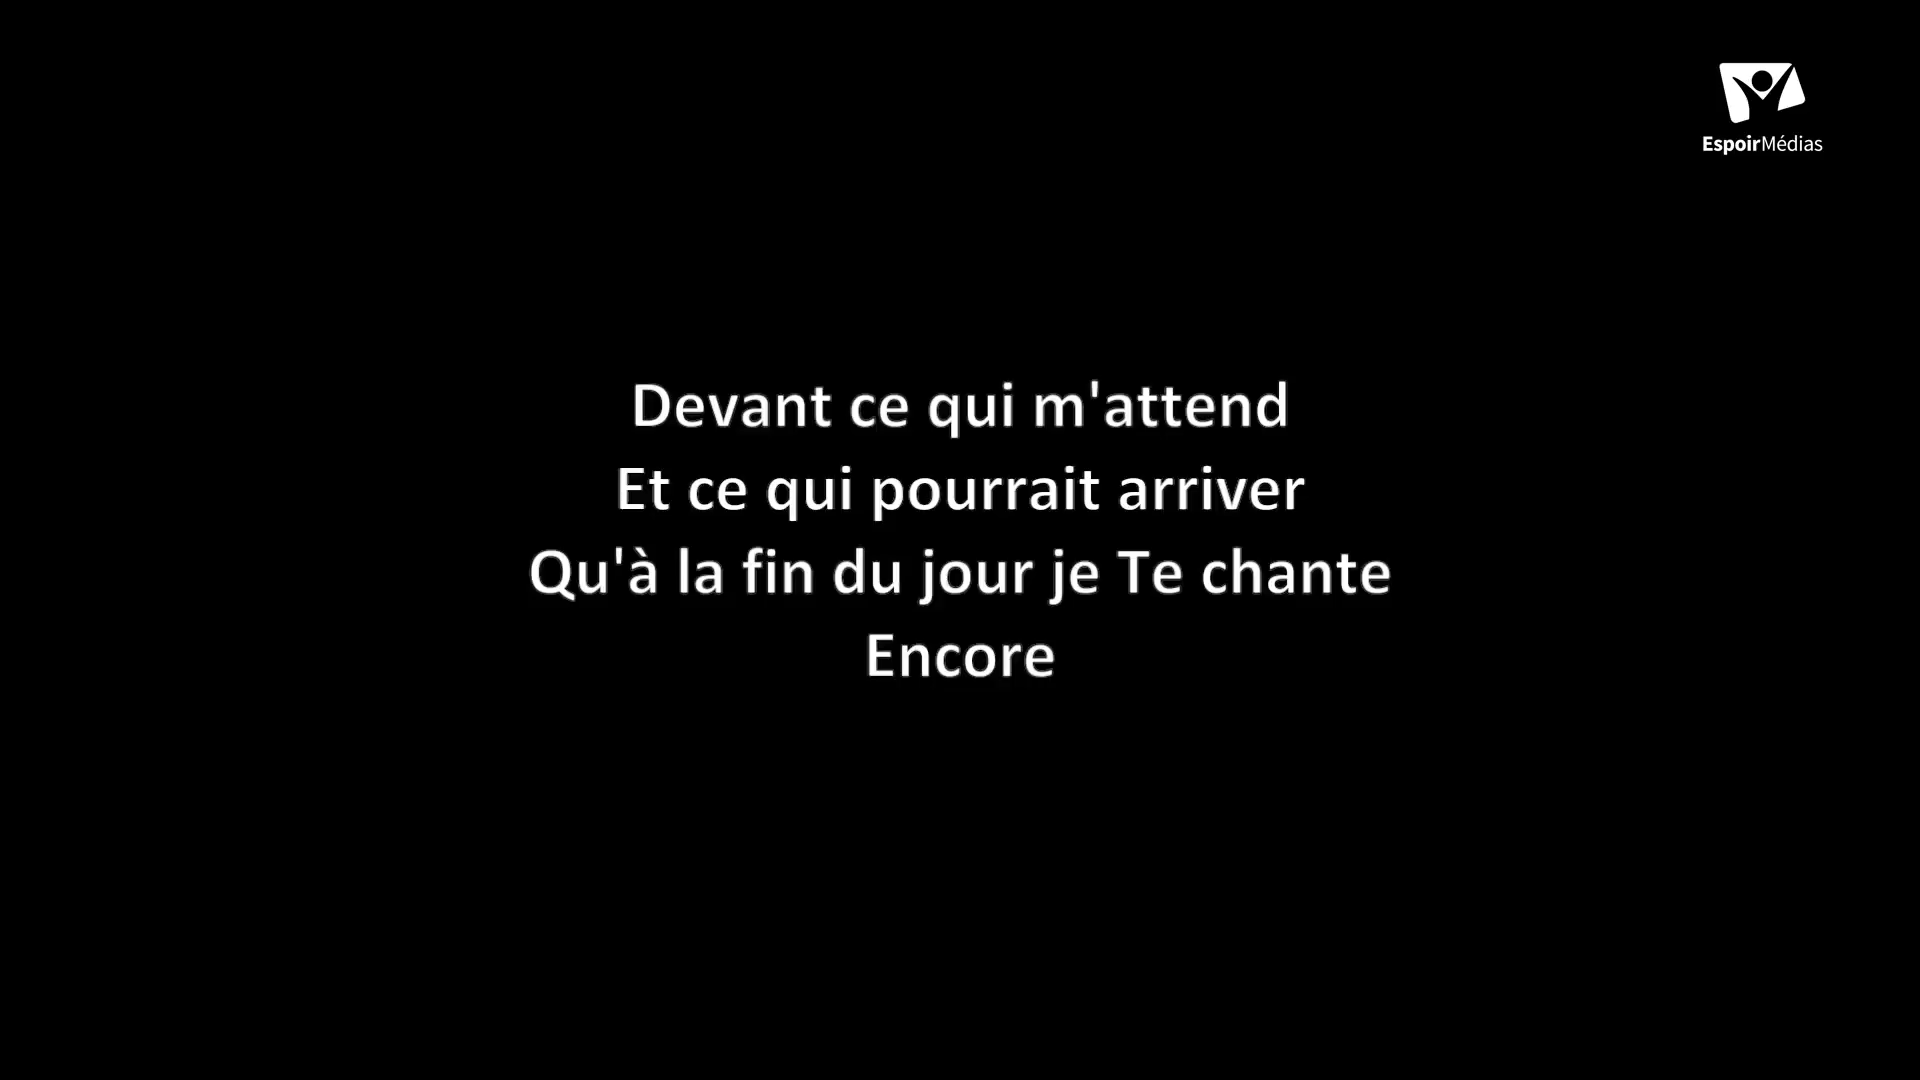 EspoirMédias
Devant ce qui m'attend
Et ce qui pourrait arriver
Qu'à la fin du jour je Te chante
Encore